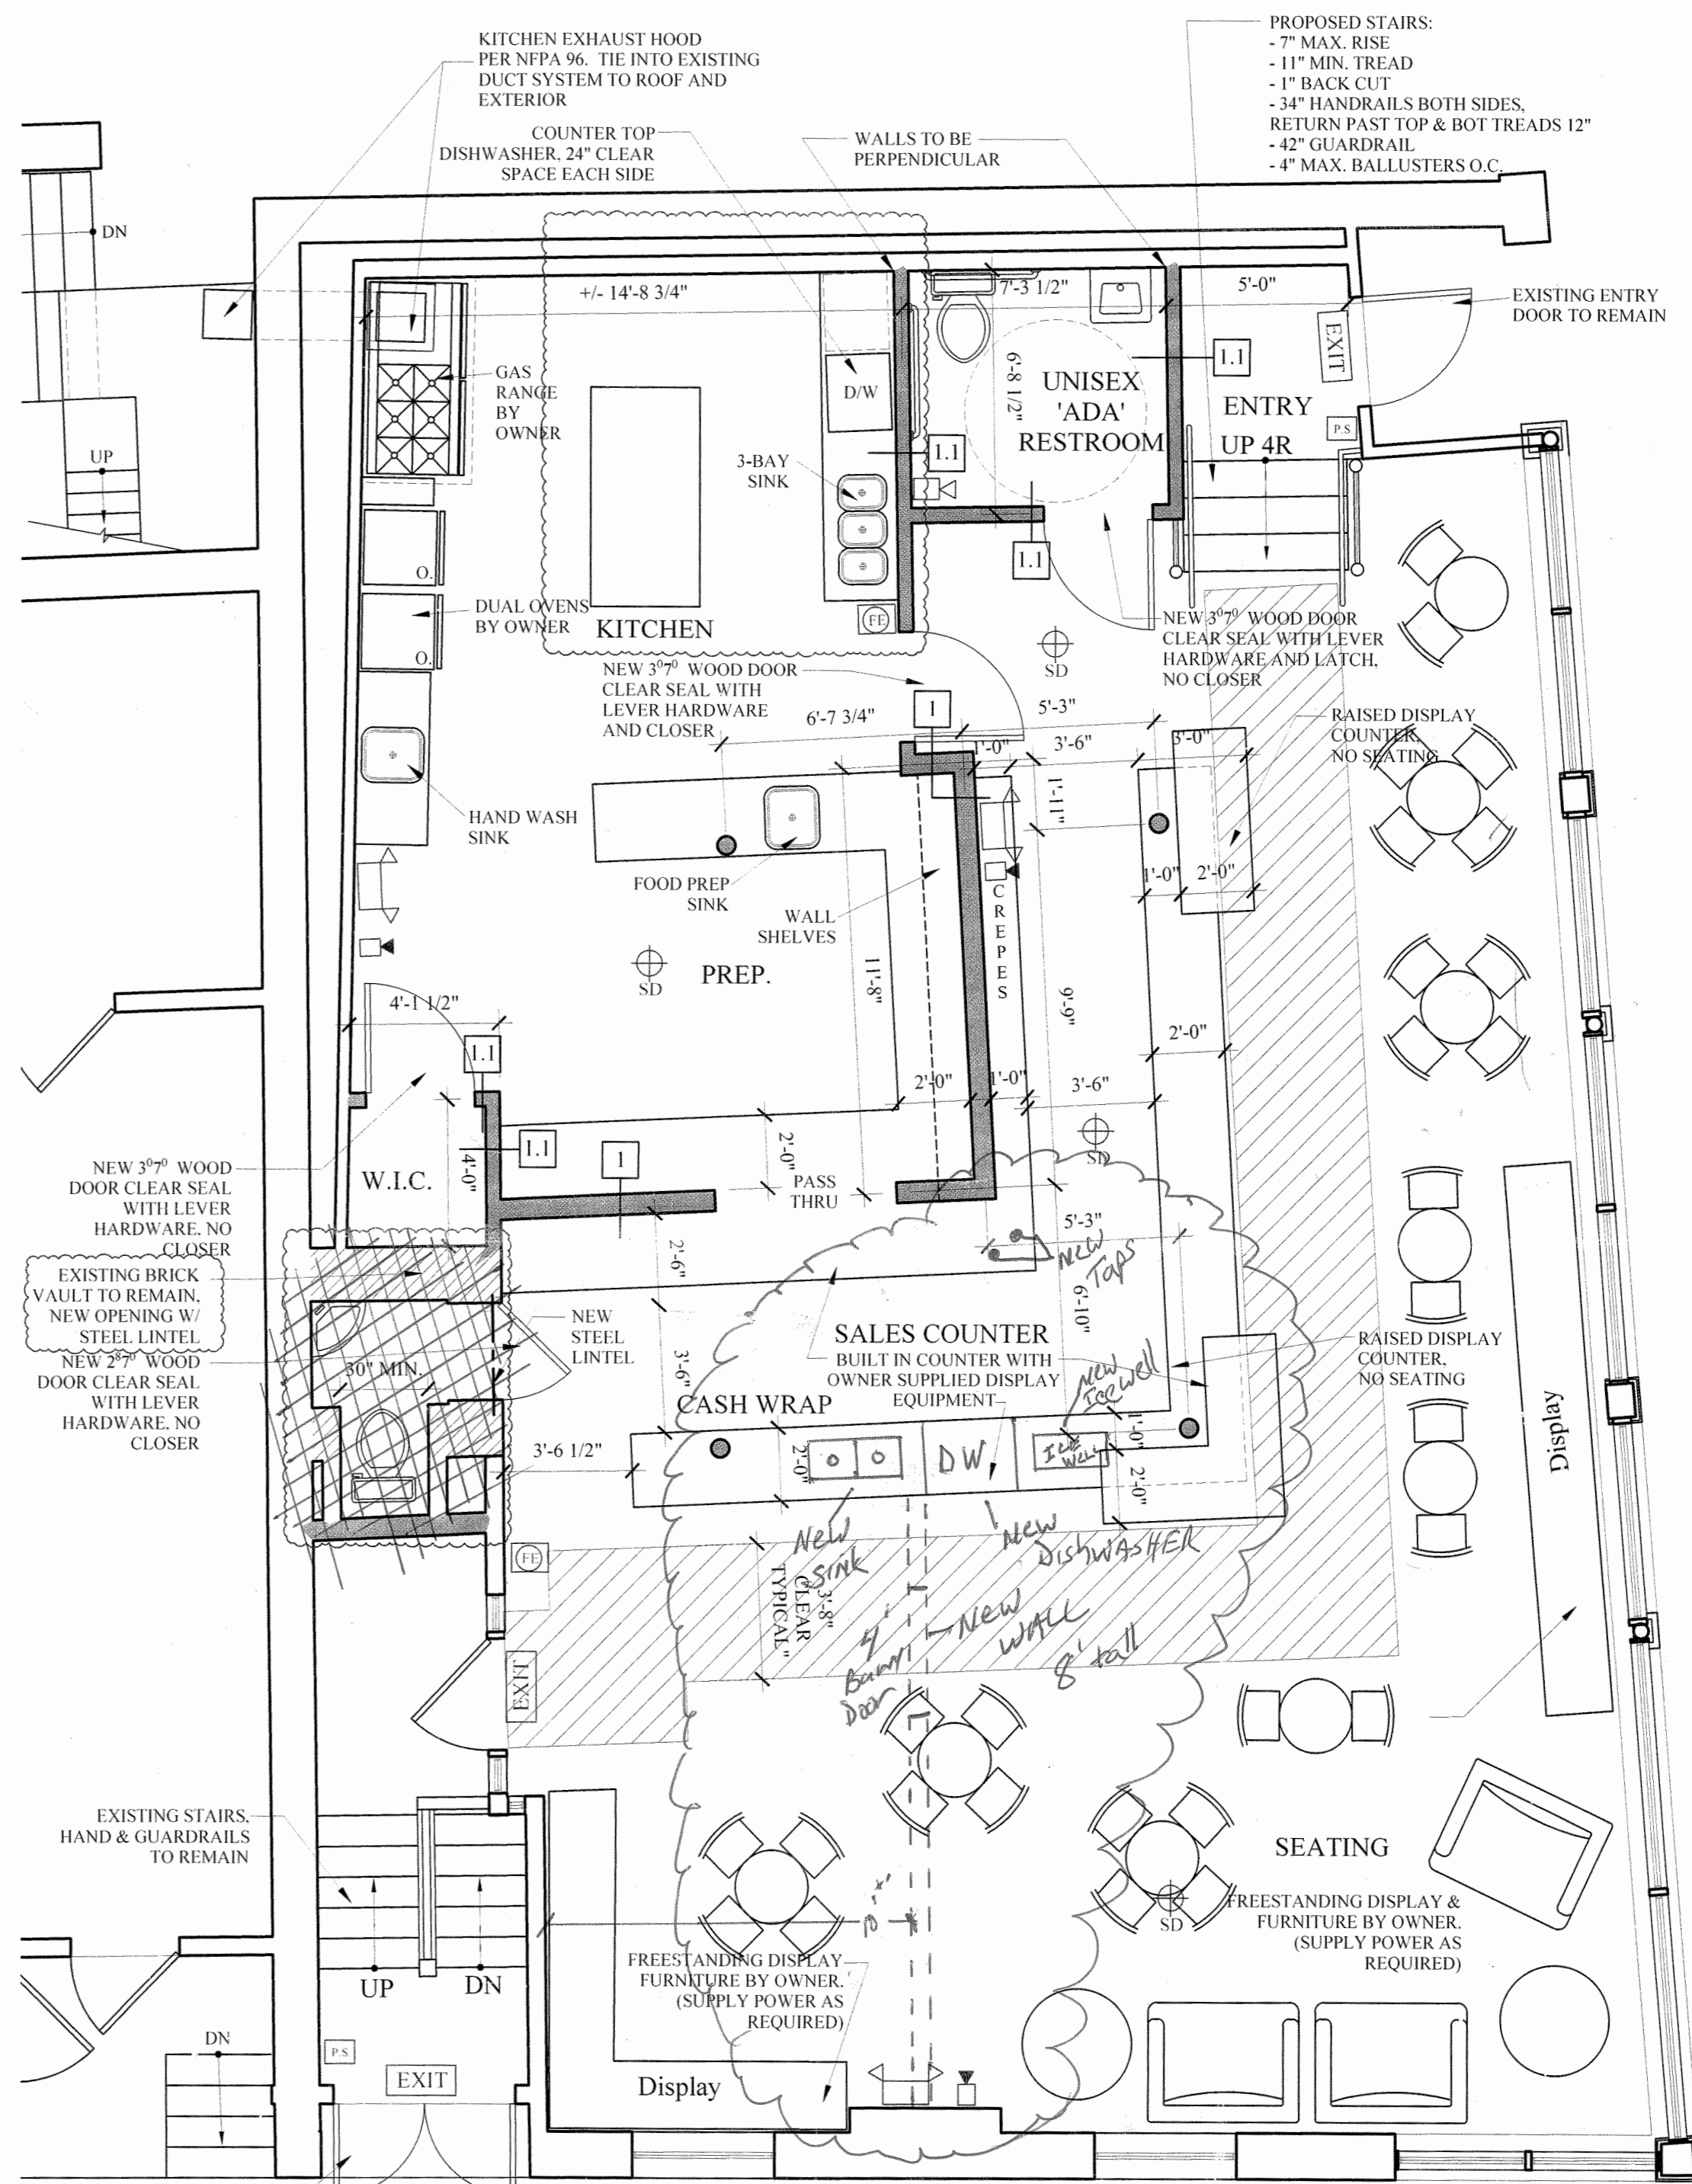 KITCHEN EXHAUST HOOD
PER NFPA 96. TIE INTO EXISTING
DUCT SYSTEM TO ROOF AND
EXTERIOR
COUNTER TOP
DISHWASHER, 24" CLEAR
SPACE EACH SIDE
WALLS TO BE
PERPENDICULAR
PROPOSED STAIRS:
- 7" MAX. RISE
- 11" MIN. TREAD
- 1" BACK CUT
- 34" HANDRAILS BOTH SIDES,
RETURN PAST TOP & BOT TREADS 12"
- 42" GUARDRAIL
- 4" MAX. BALLUSTERS O.C.
DN
UP
+/- 14'-8 3/4"
7'-3 1/2"
5'-0"
EXISTING ENTRY
DOOR TO REMAIN
EXIT
GAS
RANGE
BY
OWNER
D/W
6'-8 1/2"
1.1
UNISEX
'ADA'
RESTROOM
ENTRY
UP 4R
P.S.
3-BAY
SINK
1.1
1.1
O.
O.
DUAL OVENS
BY OWNER
KITCHEN
FE
NEW 3⁰7⁰ WOOD DOOR
CLEAR SEAL WITH
LEVER HARDWARE
AND CLOSER
SD
NEW 3⁰7⁰ WOOD DOOR
CLEAR SEAL WITH LEVER
HARDWARE AND LATCH,
NO CLOSER
1
6'-7 3/4"
5'-3"
1'-0"
3'-6"
3'-0"
RAISED DISPLAY
COUNTER,
NO SEATING
1'-11"
HAND WASH
SINK
FOOD PREP
SINK
WALL
SHELVES
CREPES
1'-0"
2'-0"
SD
PREP.
11'-8"
9'-9"
4'-1 1/2"
1.1
2'-0"
2'-0"
1'-0"
3'-6"
SD
1.1
1
2'-0"
PASS
THRU
W.I.C.
4'-0"
NEW 3⁰7⁰ WOOD
DOOR CLEAR SEAL
WITH LEVER
HARDWARE. NO
CLOSER
EXISTING BRICK
VAULT TO REMAIN,
NEW OPENING W/
STEEL LINTEL
NEW 2⁸7⁰ WOOD
DOOR CLEAR SEAL
WITH LEVER
HARDWARE. NO
CLOSER
30" MIN.
NEW
STEEL
LINTEL
2'-6"
3'-6"
5'-3"
New
Taps
6'-10"
SALES COUNTER
BUILT IN COUNTER WITH
OWNER SUPPLIED DISPLAY
EQUIPMENT
New
Ice Well
CASH WRAP
RAISED DISPLAY
COUNTER,
NO SEATING
Display
3'-6 1/2"
2'-0"
DW
Ice
Well
1'-0"
2'-0"
New
Sink
New
DishWASHER
FE
3'-8"
CLEAR
TYPICAL"
4'
Door
New
WALL
8' tall
EXIT
EXISTING STAIRS,
HAND & GUARDRAILS
TO REMAIN
UP
DN
SEATING
SD
FREESTANDING DISPLAY &
FURNITURE BY OWNER.
(SUPPLY POWER AS
REQUIRED)
FREESTANDING DISPLAY
FURNITURE BY OWNER.
(SUPPLY POWER AS
REQUIRED)
DN
P.S.
EXIT
Display